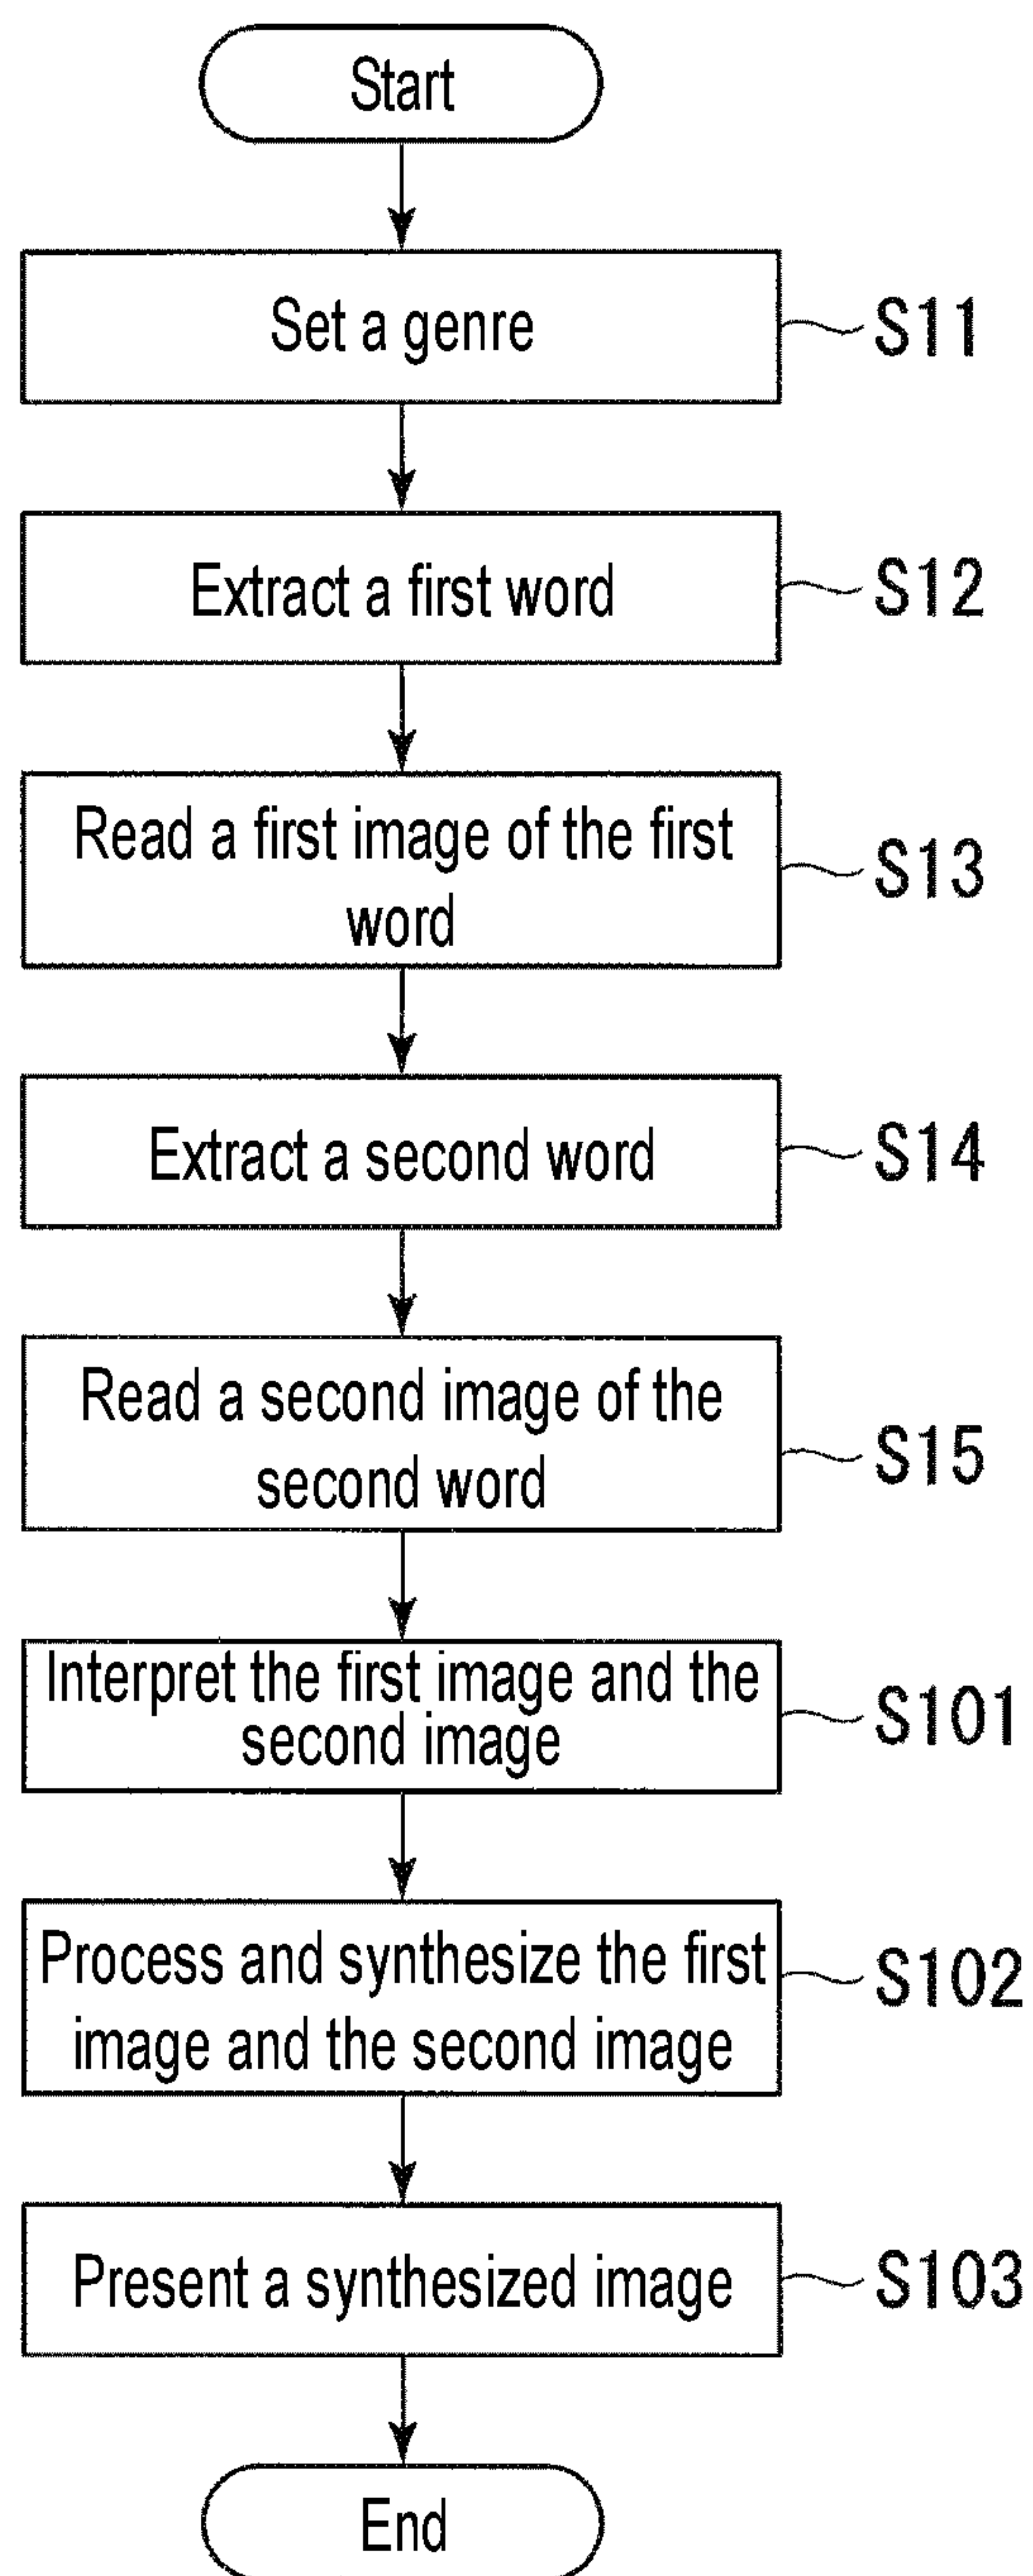 Start
Set a genre
S11
Extract a first word
S12
Read a first image of the first
word
S13
Extract a second word
S14
Read a second image of the
second word
S15
Interpret the first image and the
second image
S101
Process and synthesize the first
image and the second image
S102
Present a synthesized image
S103
End